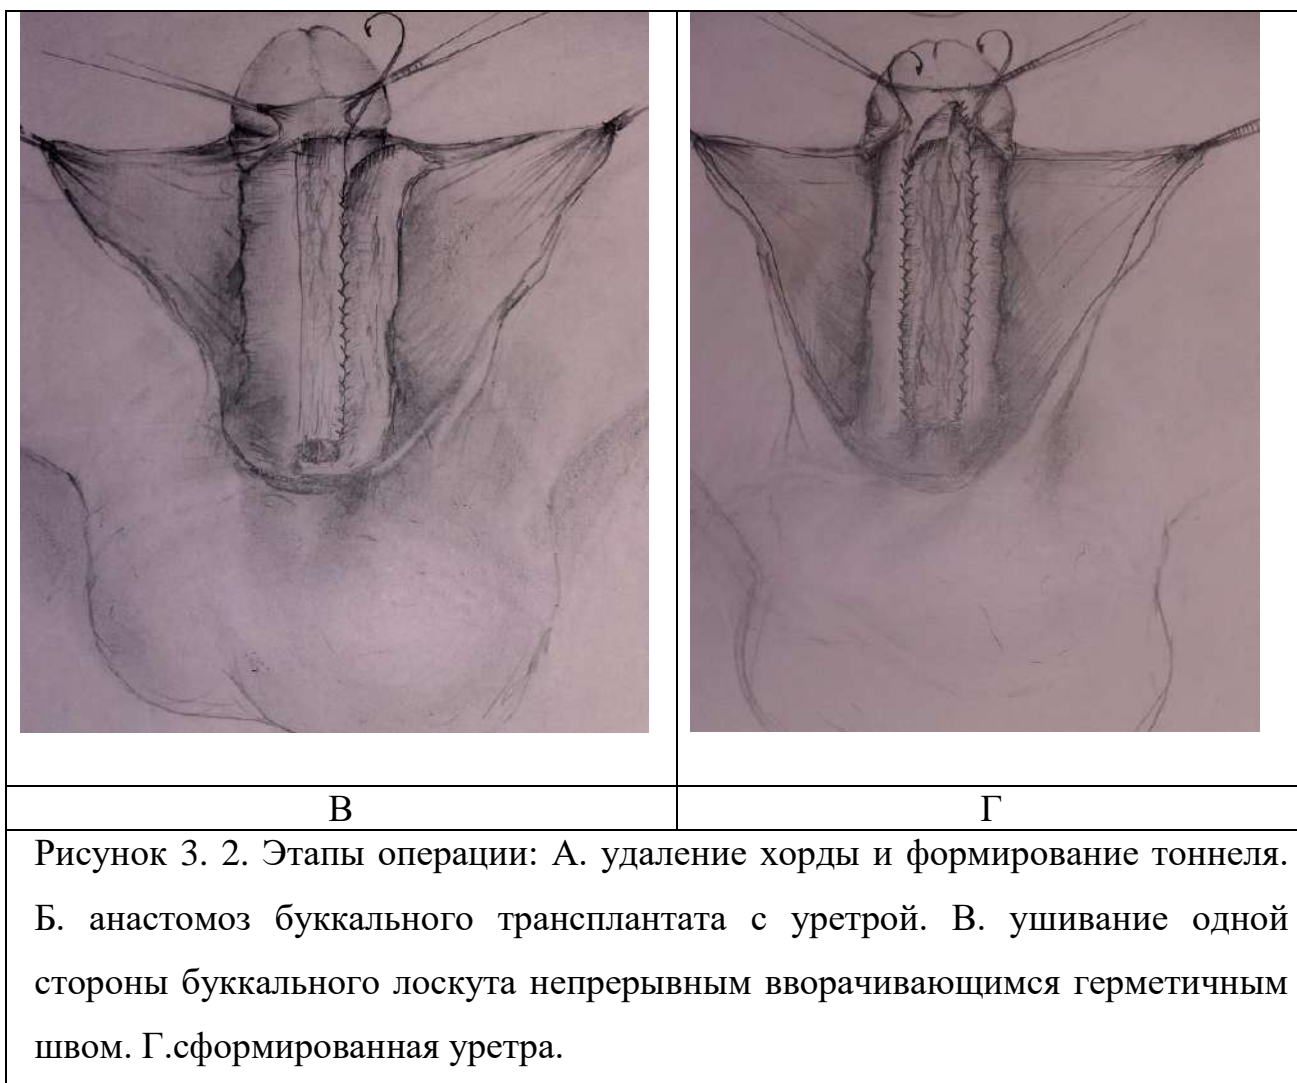 В Г
Рисунок 3. 2. Этапы операции: А. удаление хорды и формирование тоннеля.
Б. анастомоз буккального трансплантата с уретрой. В. ушивание одной
стороны буккального лоскута непрерывным вворачивающимся герметичным
швом. Г.сформированная уретра.